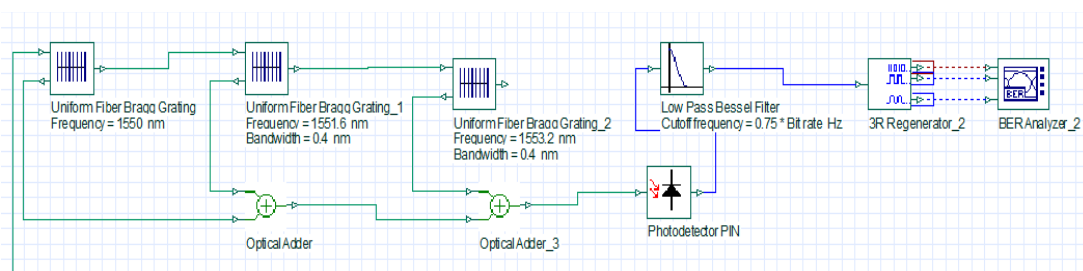 Uniform Fiber Bragg Grating
Frequency = 1550 nm
Uniform Fiber Bragg Grating_1
Frequency = 1551.6 nm
Bandwidth = 0.4 nm
Uniform Fiber Bragg Grating_2
Frequency = 1553.2 nm
Bandwidth = 0.4 nm
Low Pass Bessel Filter
Cutoff frequency = 0.75 * Bit rate Hz
3R Regenerator_2
BER
BER Analyzer_2
Optical Adder
Optical Adder_3
Photodetector PIN